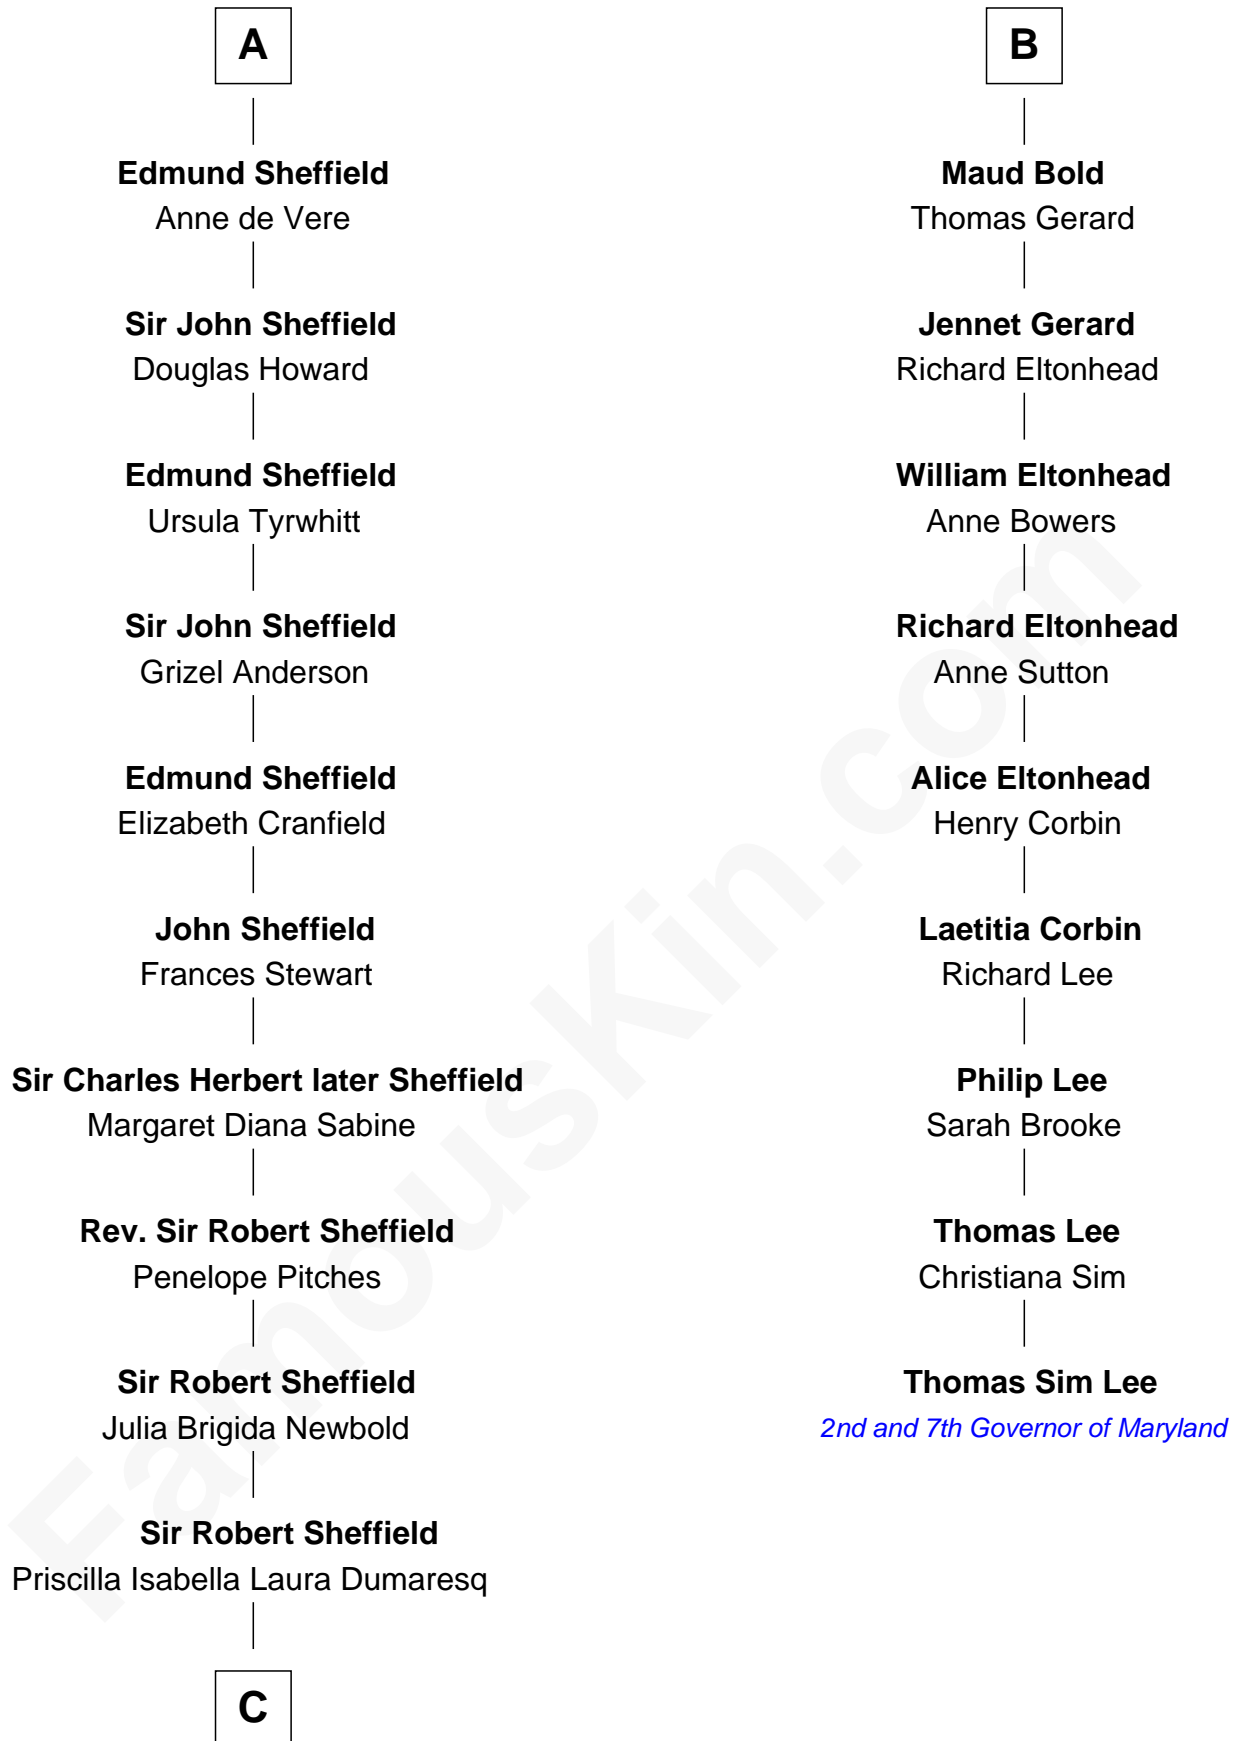 A
Edmund Sheffield
Anne de Vere
Sir John Sheffield
Douglas Howard
Edmund Sheffield
Ursula Tyrwhitt
Sir John Sheffield
Grizel Anderson
Edmund Sheffield
Elizabeth Cranfield
John Sheffield
Frances Stewart
Sir Charles Herbert later Sheffield
Margaret Diana Sabine
Rev. Sir Robert Sheffield
Penelope Pitches
Sir Robert Sheffield
Julia Brigida Newbold
Sir Robert Sheffield
Priscilla Isabella Laura Dumaresq
C
B
Maud Bold
Thomas Gerard
Jennet Gerard
Richard Eltonhead
William Eltonhead
Anne Bowers
Richard Eltonhead
Anne Sutton
Alice Eltonhead
Henry Corbin
Laetitia Corbin
Richard Lee
Philip Lee
Sarah Brooke
Thomas Lee
Christiana Sim
Thomas Sim Lee
2nd and 7th Governor of Maryland
FamousKin.com